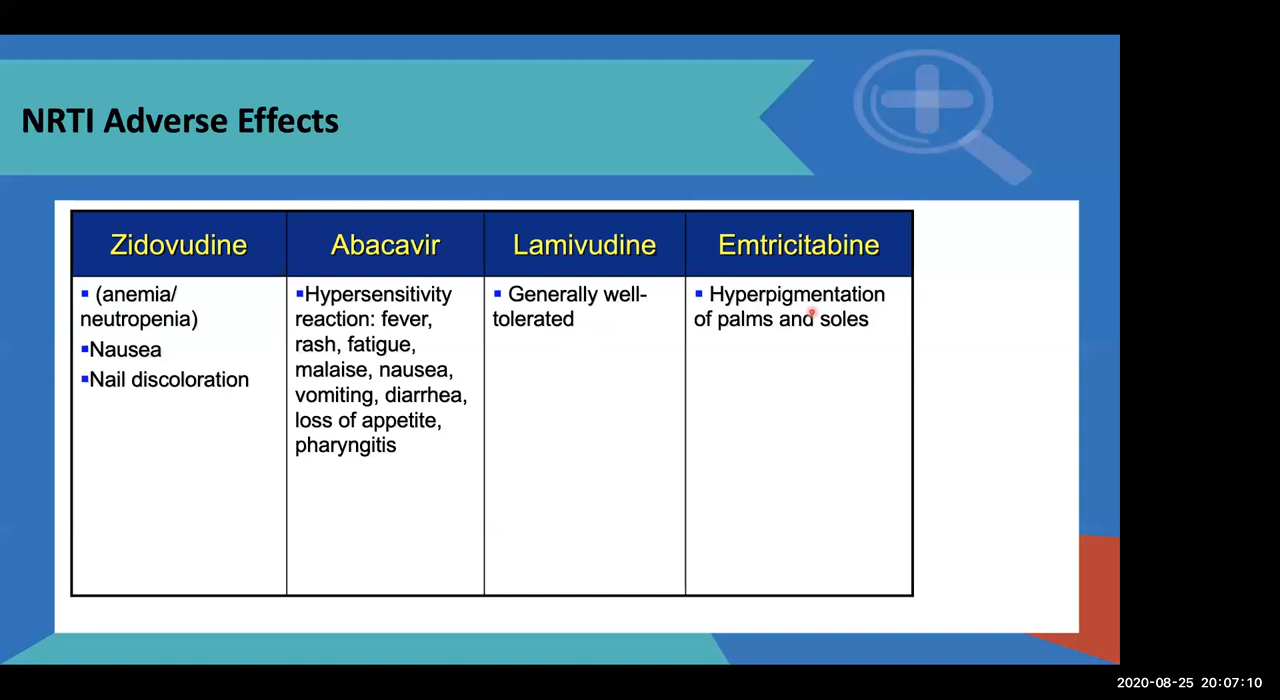 NRTI Adverse Effects
Zidovudine
Abacavir
Lamivudine
Emtricitabine
▪ (anemia/
neutropenia)
▪Nausea
▪Nail discoloration
▪Hypersensitivity
reaction: fever,
rash, fatigue,
malaise, nausea,
vomiting, diarrhea,
loss of appetite,
pharyngitis
▪ Generally well-
tolerated
▪ Hyperpigmentation
of palms and soles
2020-08-25 20:07:10